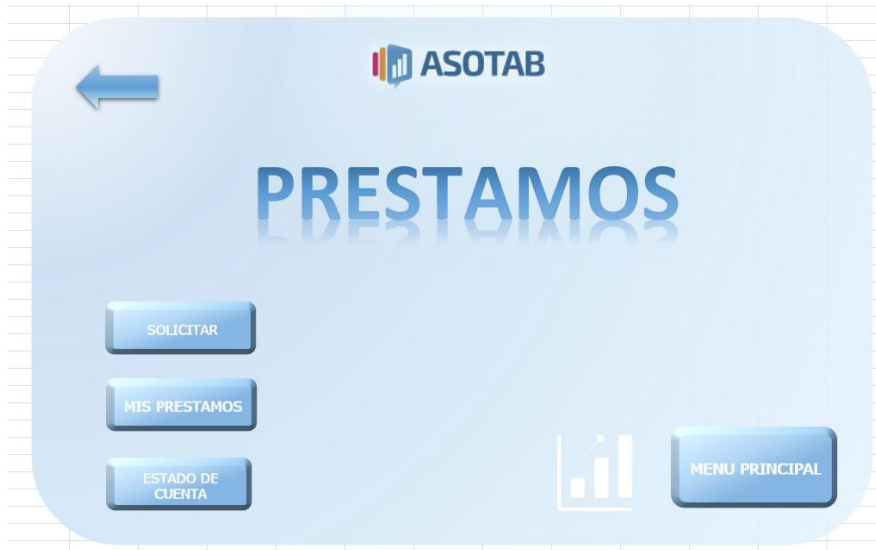 ASOTAB
PRESTAMOS
SOLICITAR
MIS PRESTAMOS
ESTADO DE
CUENTA
MENU PRINCIPAL